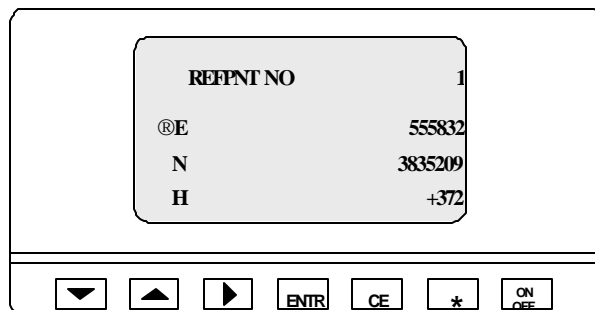 REFPNT NO 1
®E 555832
N 3835209
H +372
ENTR CE * ON
OFF